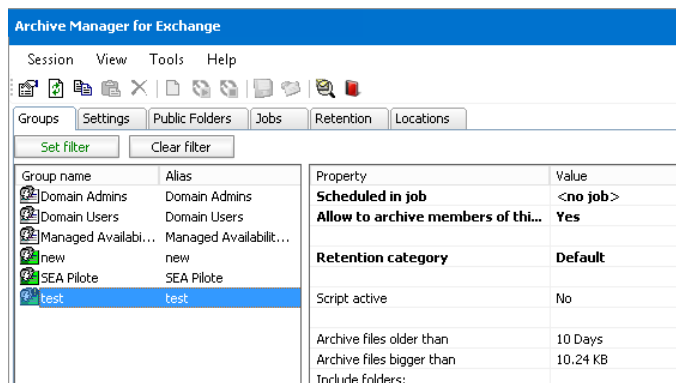 Archive Manager for Exchange
Session View Tools Help
Groups Settings Public Folders Jobs Retention Locations
Set filter Clear filter
Group name Alias
Domain Admins Domain Admins
Domain Users Domain Users
Managed Availabi... Managed Availabilit...
new new
SEA Pilote SEA Pilote
test test
Property Value
Scheduled in job <no job>
Allow to archive members of thi... Yes
Retention category Default
Script active No
Archive files older than 10 Days
Archive files bigger than 10.24 KB
Include folders: